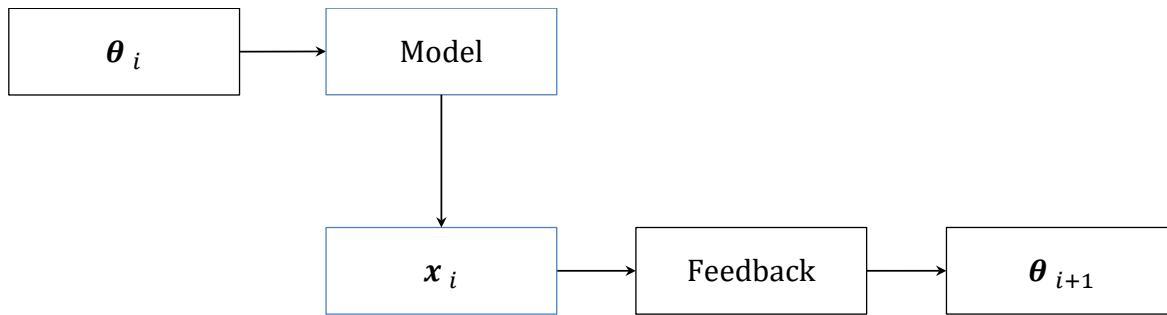 𝜽 i
Model
𝒙 i
Feedback
𝜽 i+1